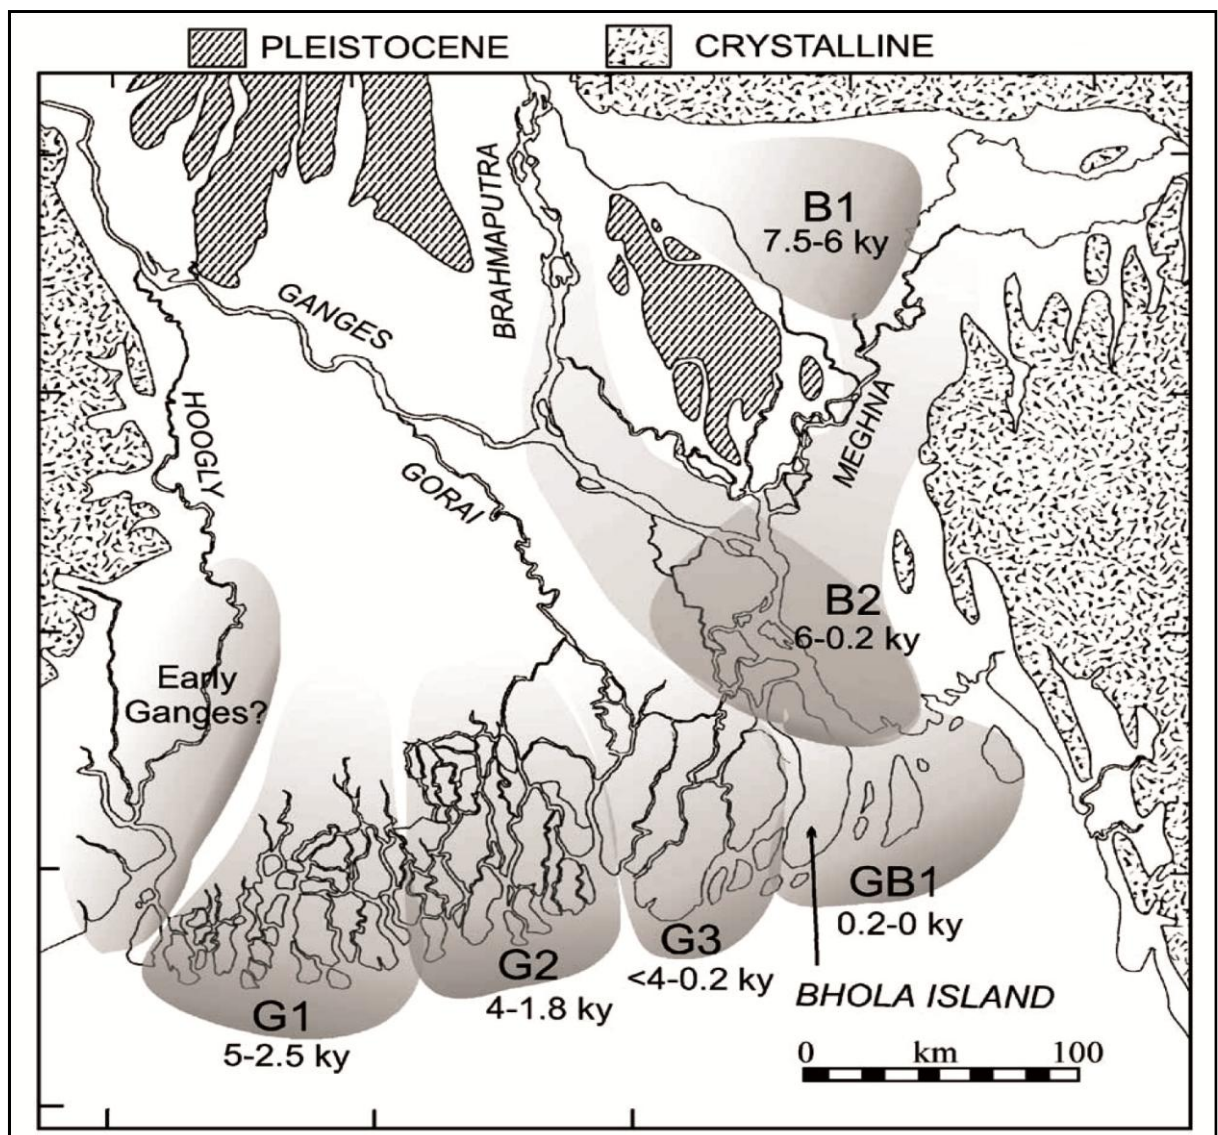 PLEISTOCENE
CRYSTALLINE
B1
7.5-6 ky
BRAHMAPUTRA
GANGES
HOOGLY
GORAI
MEGHNA
B2
6-0.2 ky
Early
Ganges?
GB1
0.2-0 ky
G3
<4-0.2 ky
G2
4-1.8 ky
G1
5-2.5 ky
BHOLA ISLAND
0 km 100